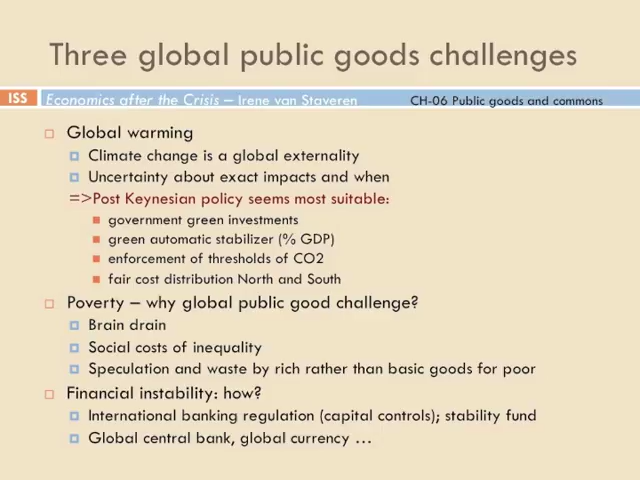 Three global public goods challenges
ISS Economics after the Crisis – Irene van Staveren CH-06 Public goods and commons
Global warming
Climate change is a global externality
Uncertainty about exact impacts and when
=>Post Keynesian policy seems most suitable:
government green investments
green automatic stabilizer (% GDP)
enforcement of thresholds of CO2
fair cost distribution North and South
Poverty – why global public good challenge?
Brain drain
Social costs of inequality
Speculation and waste by rich rather than basic goods for poor
Financial instability: how?
International banking regulation (capital controls); stability fund
Global central bank, global currency …